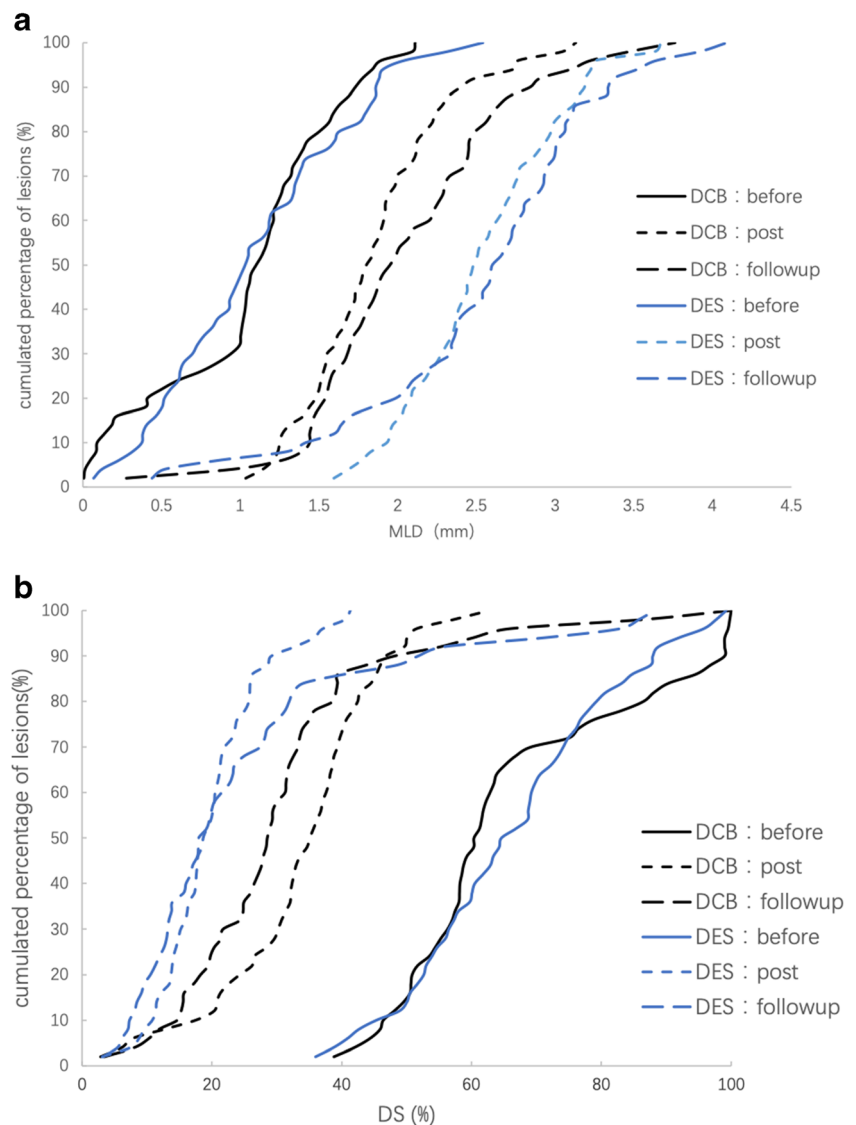 a
cumulated percentage of lesions (%)
100
90
80
70
60
50
40
30
20
10
0
0
0.5
1
1.5
2
2.5
3
3.5
4
4.5
MLD（mm）
DCB：before
DCB：post
DCB：followup
DES：before
DES：post
DES：followup
b
cumulated percentage of lesions(%)
100
90
80
70
60
50
40
30
20
10
0
0
20
40
60
80
100
DS (%)
DCB：before
DCB：post
DCB：followup
DES：before
DES：post
DES：followup